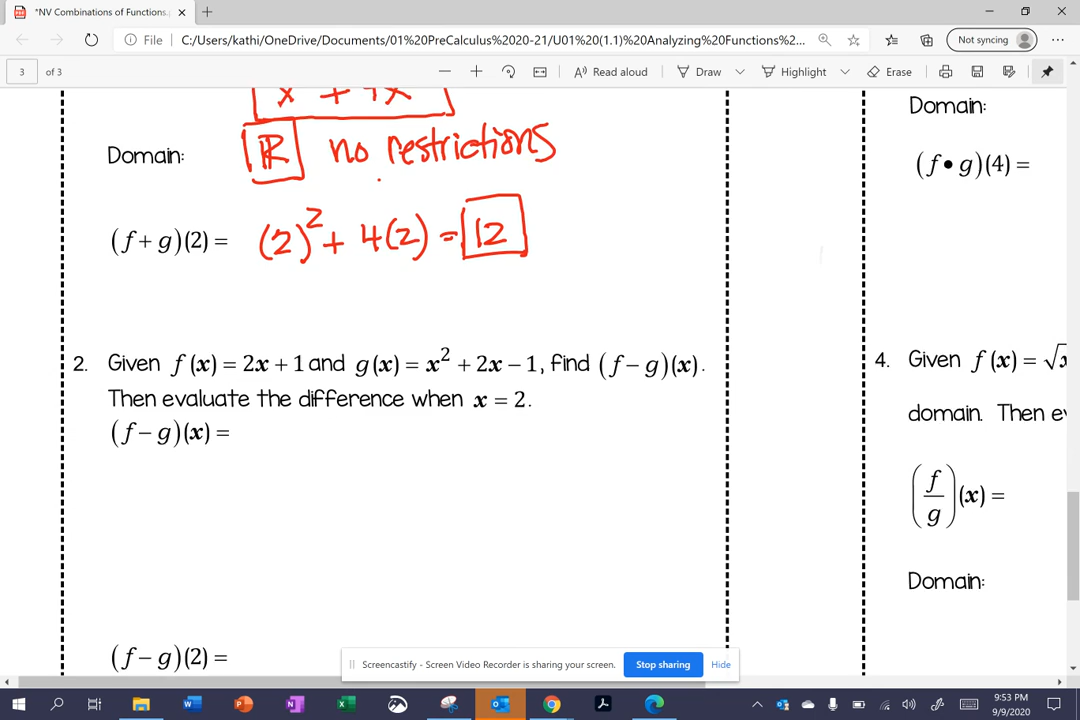 *NV Combinations of Functions.
File
C:/Users/kathi/OneDrive/Documents/01%20PreCalculus%2020-21/U01%20(1.1)%20Analyzing%20Functions%2...
Not syncing
3 of 3
Read aloud
Draw
Highlight
Erase
x² + 4x
Domain: ℝ no restrictions
(f + g)(2) = (2)² + 4(2) = 12
2. Given f(x) = 2x + 1 and g(x) = x² + 2x − 1, find (f − g)(x).
Then evaluate the difference when x = 2.
(f − g)(x) =
(f − g)(2) =
Domain:
(f • g)(4) =
4. Given f(x) = √x
domain. Then ev
(f/g)(x) =
Domain:
Screencastify - Screen Video Recorder is sharing your screen.
Stop sharing
Hide
9:53 PM
9/9/2020